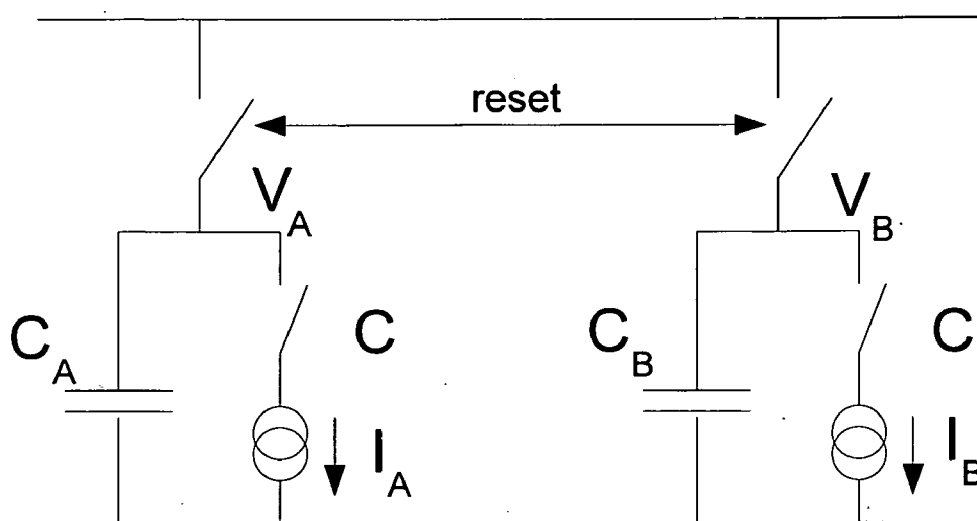 reset
V_A
V_B
C_A
C
C_B
C
I_A
I_B